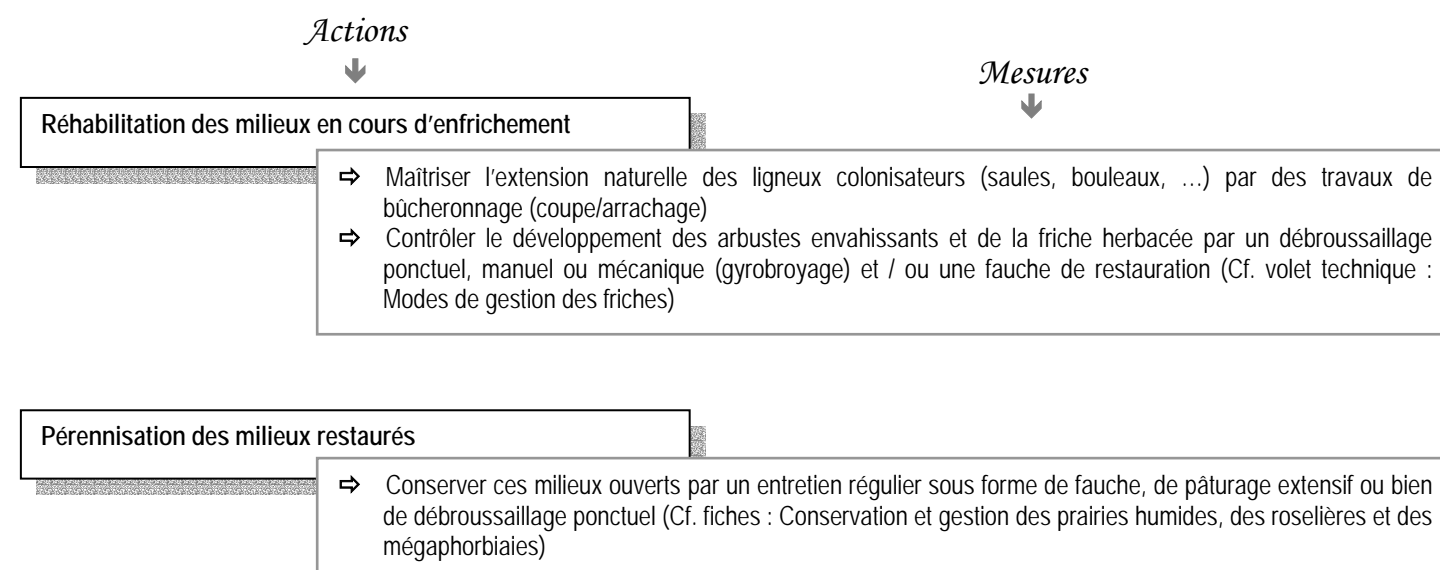 Actions
Mesures
Réhabilitation des milieux en cours d'enfrichement
⇨ Maîtriser l'extension naturelle des ligneux colonisateurs (saules, bouleaux, …) par des travaux de
bûcheronnage (coupe/arrachage)
⇨ Contrôler le développement des arbustes envahissants et de la friche herbacée par un débroussaillage
ponctuel, manuel ou mécanique (gyrobroyage) et / ou une fauche de restauration (Cf. volet technique :
Modes de gestion des friches)
Pérennisation des milieux restaurés
⇨ Conserver ces milieux ouverts par un entretien régulier sous forme de fauche, de pâturage extensif ou bien
de débroussaillage ponctuel (Cf. fiches : Conservation et gestion des prairies humides, des roselières et des
mégaphorbiaies)